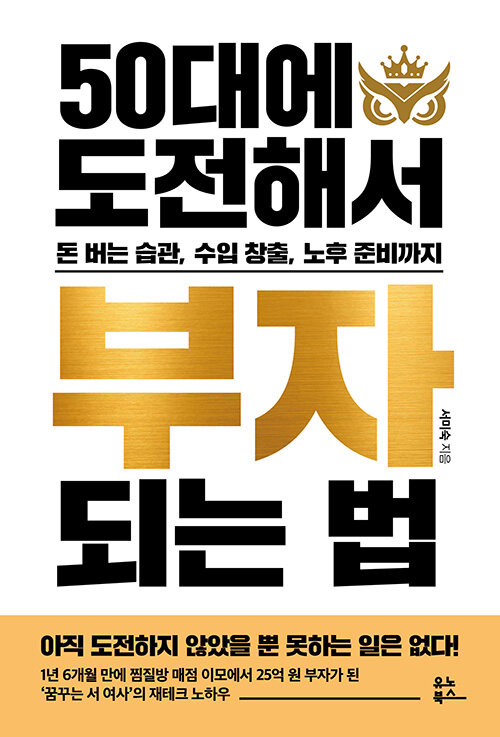 50대에
도전해서
돈 버는 습관, 수입 창출, 노후 준비까지
부자
서미숙 지음
되는 법
아직 도전하지 않았을 뿐 못하는 일은 없다!
1년 6개월 만에 찜질방 매점 이모에서 25억 원 부자가 된
‘꿈꾸는 서 여사’의 재테크 노하우
유노
북스